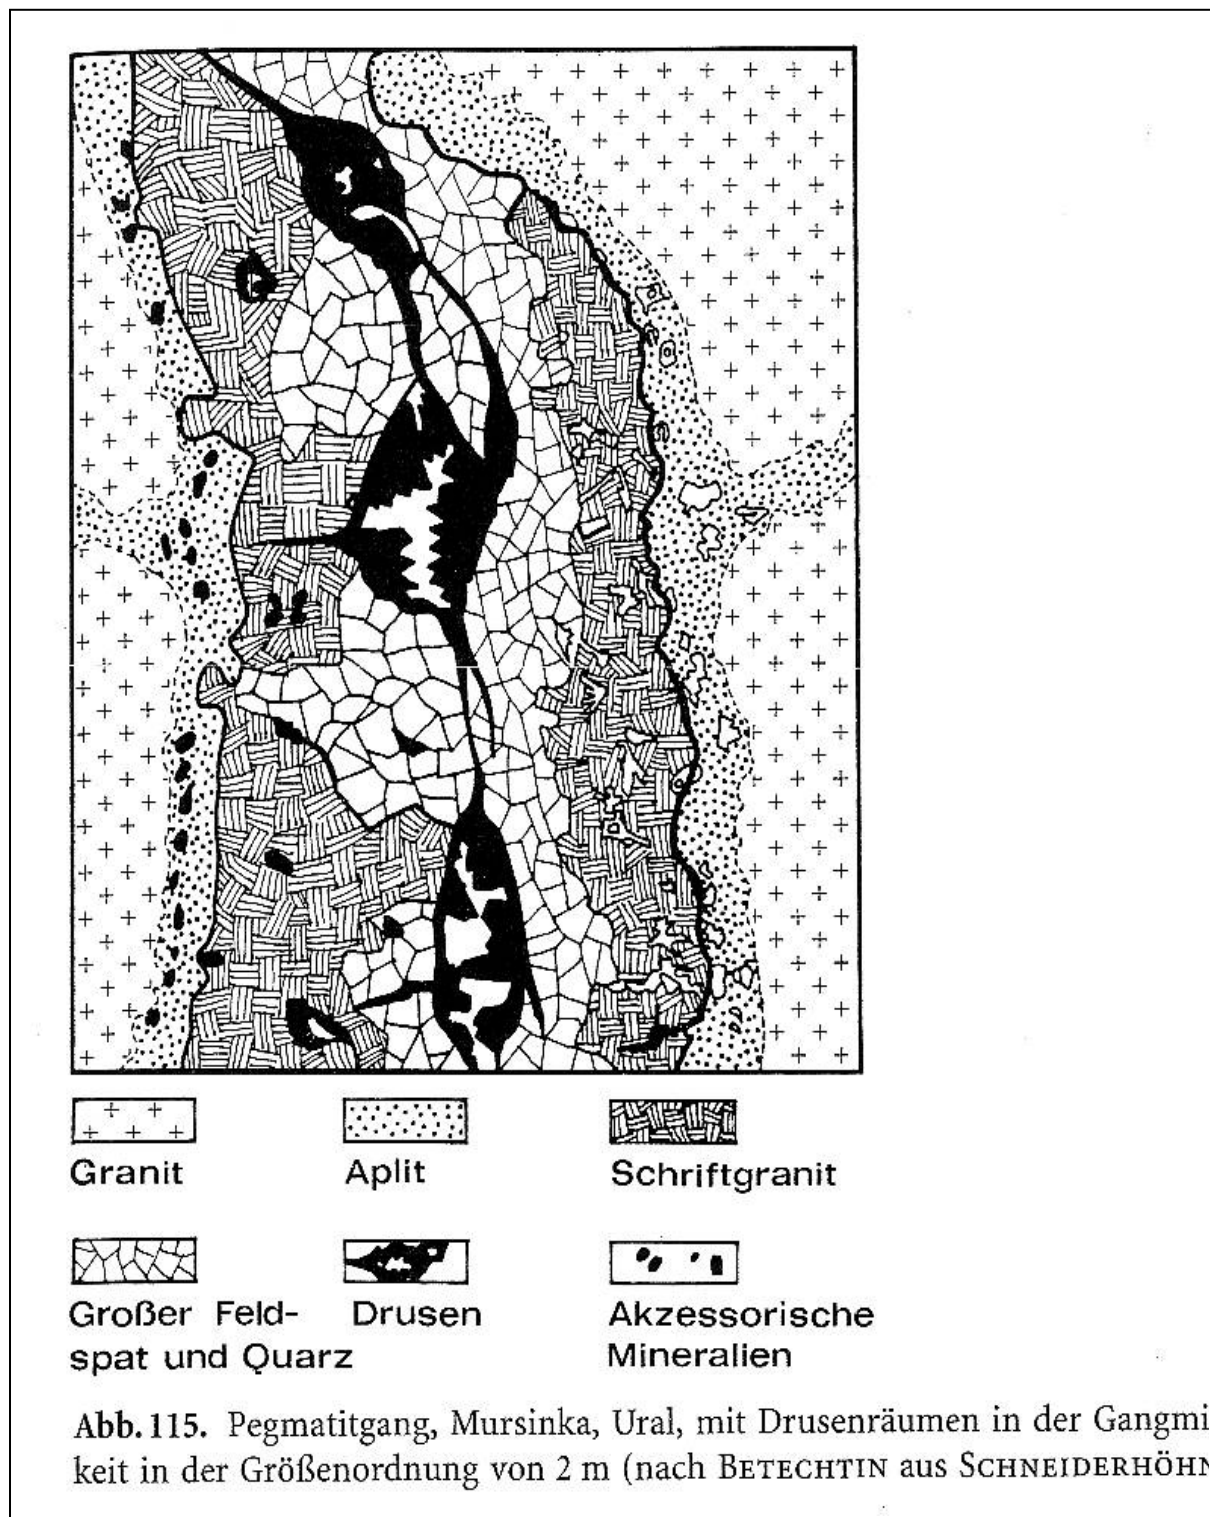 Granit Aplit Schriftgranit
Großer Feld- Drusen Akzessorische
spat und Quarz Mineralien
Abb. 115. Pegmatitgang, Mursinka, Ural, mit Drusenräumen in der Gangmi
keit in der Größenordnung von 2 m (nach BETECHTIN aus SCHNEIDERHÖHN